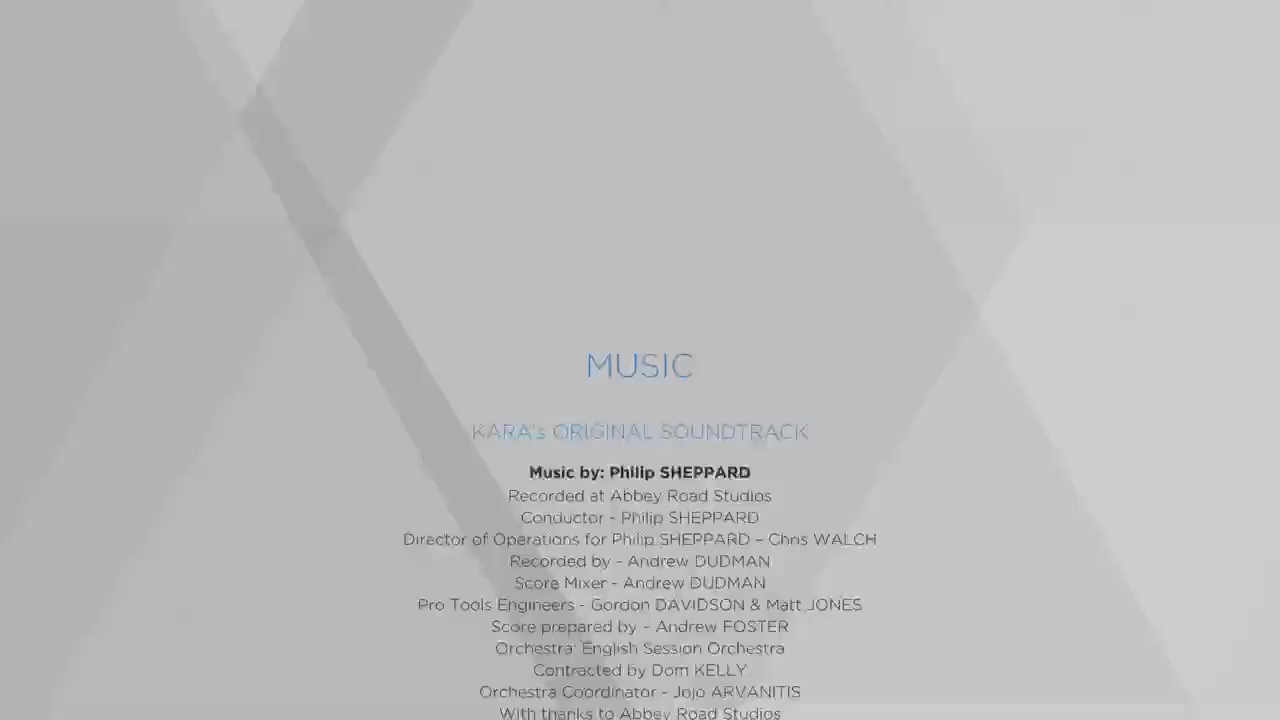 MUSIC
KARA's ORIGINAL SOUNDTRACK
Music by: Philip SHEPPARD
Recorded at Abbey Road Studios
Conductor - Philip SHEPPARD
Director of Operations for Philip SHEPPARD – Chris WALCH
Recorded by - Andrew DUDMAN
Score Mixer - Andrew DUDMAN
Pro Tools Engineers - Gordon DAVIDSON & Matt JONES
Score prepared by - Andrew FOSTER
Orchestra: English Session Orchestra
Contracted by Dom KELLY
Orchestra Coordinator - Jojo ARVANITIS
With thanks to Abbey Road Studios